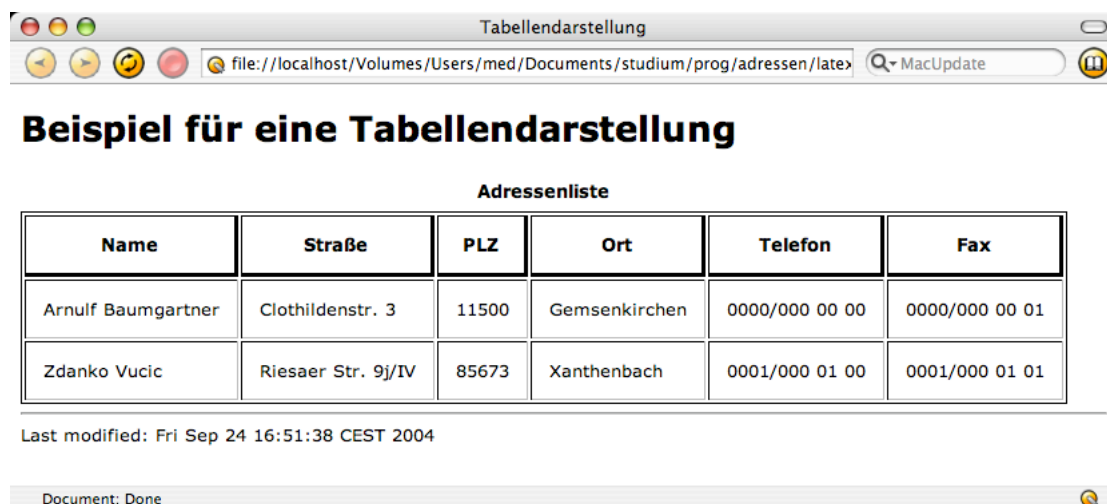 Tabellendarstellung
file://localhost/Volumes/Users/med/Documents/studium/prog/adressen/latex MacUpdate
Beispiel für eine Tabellendarstellung
Adressenliste
Name Straße PLZ Ort Telefon Fax
Arnulf Baumgartner Clothildenstr. 3 11500 Gemsenkirchen 0000/000 00 00 0000/000 00 01
Zdanko Vucic Riesaer Str. 9j/IV 85673 Xanthenbach 0001/000 01 00 0001/000 01 01
Last modified: Fri Sep 24 16:51:38 CEST 2004
Document: Done